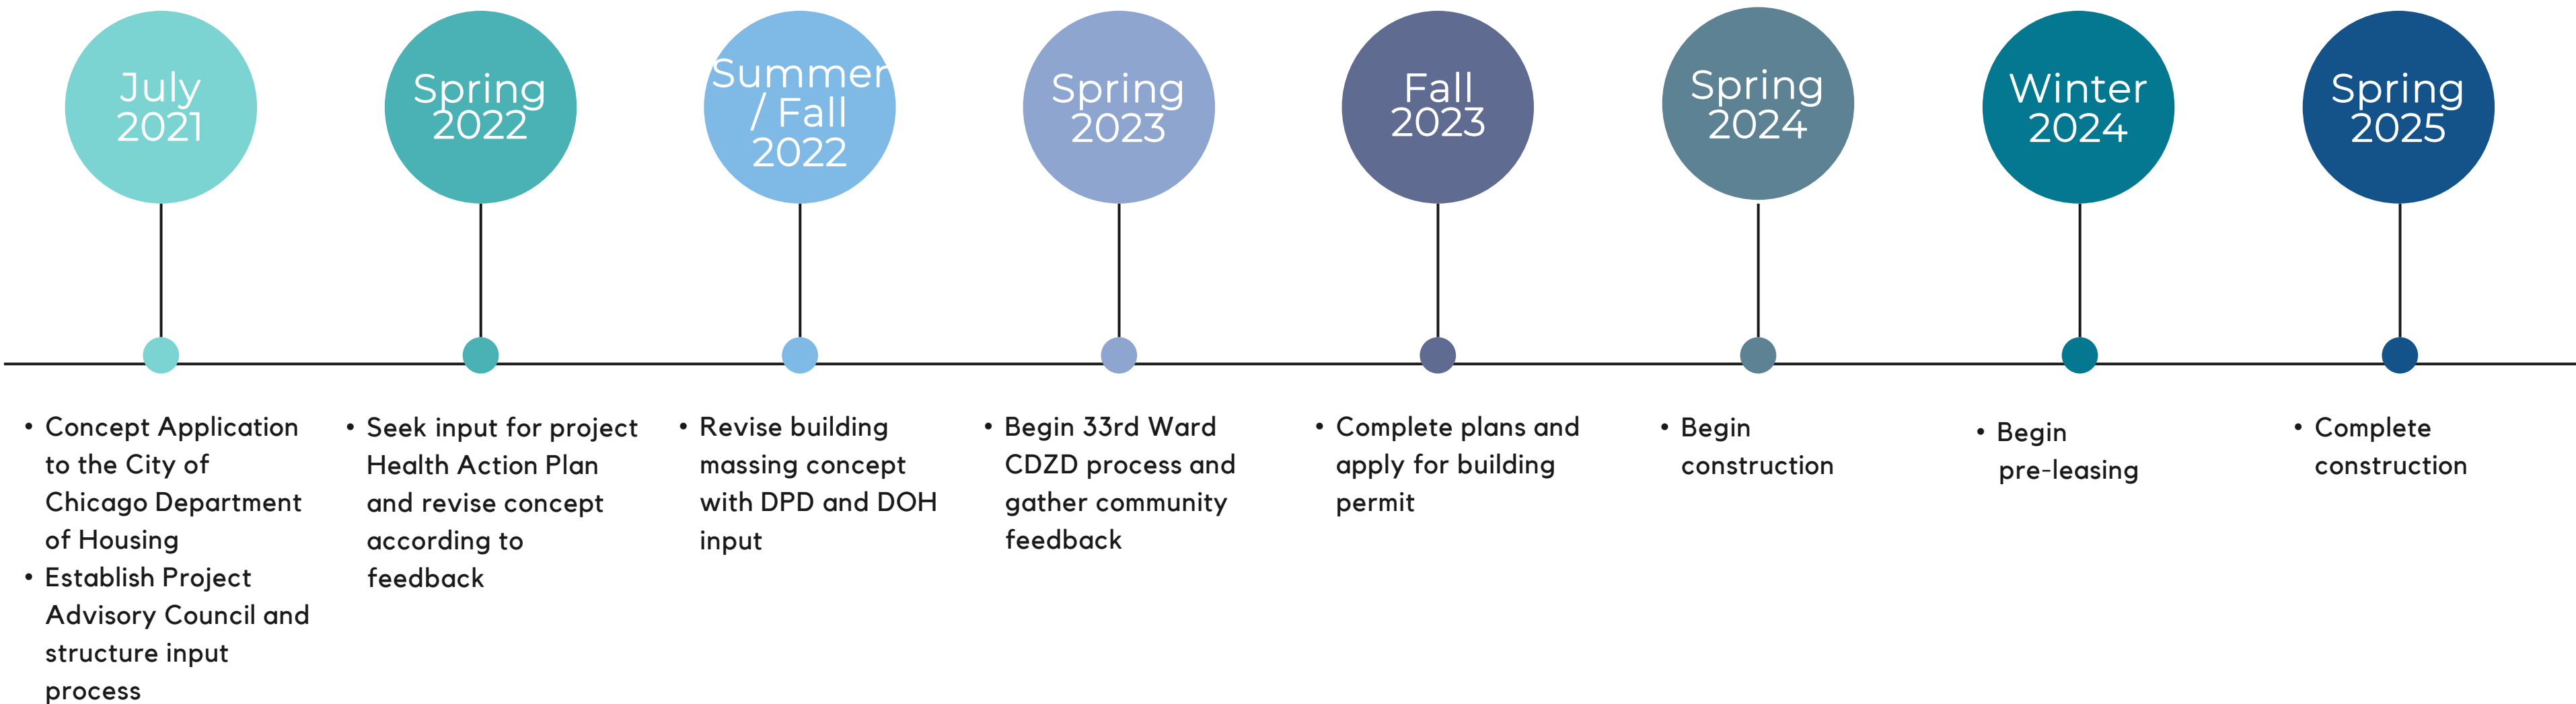 July
2021
Spring
2022
Summer
/ Fall
2022
Spring
2023
Fall
2023
Spring
2024
Winter
2024
Spring
2025
• Concept Application
to the City of
Chicago Department
of Housing
• Establish Project
Advisory Council and
structure input
process
• Seek input for project
Health Action Plan
and revise concept
according to
feedback
• Revise building
massing concept
with DPD and DOH
input
• Begin 33rd Ward
CDZD process and
gather community
feedback
• Complete plans and
apply for building
permit
• Begin
construction
• Begin
pre-leasing
• Complete
construction